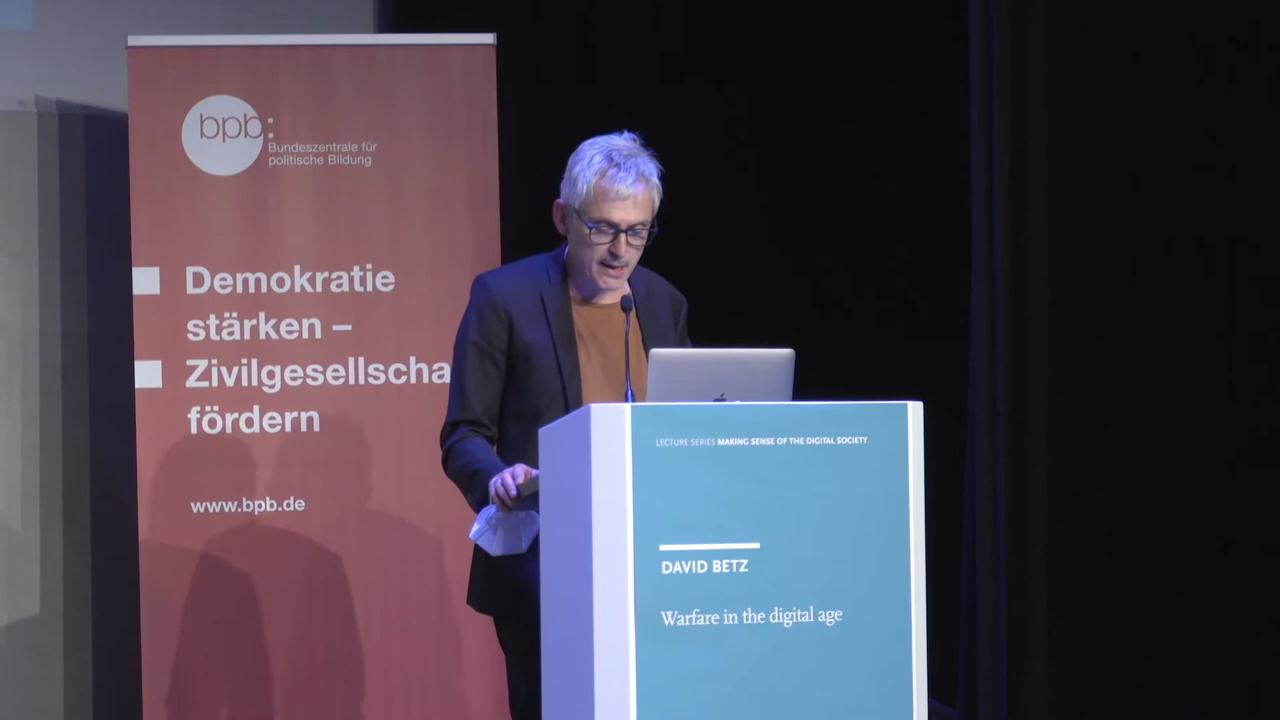 bpb:
Bundeszentrale für
politische Bildung
Demokratie
stärken –
Zivilgesellscha
fördern
www.bpb.de
LECTURE SERIES MAKING SENSE OF THE DIGITAL SOCIETY
DAVID BETZ
Warfare in the digital age